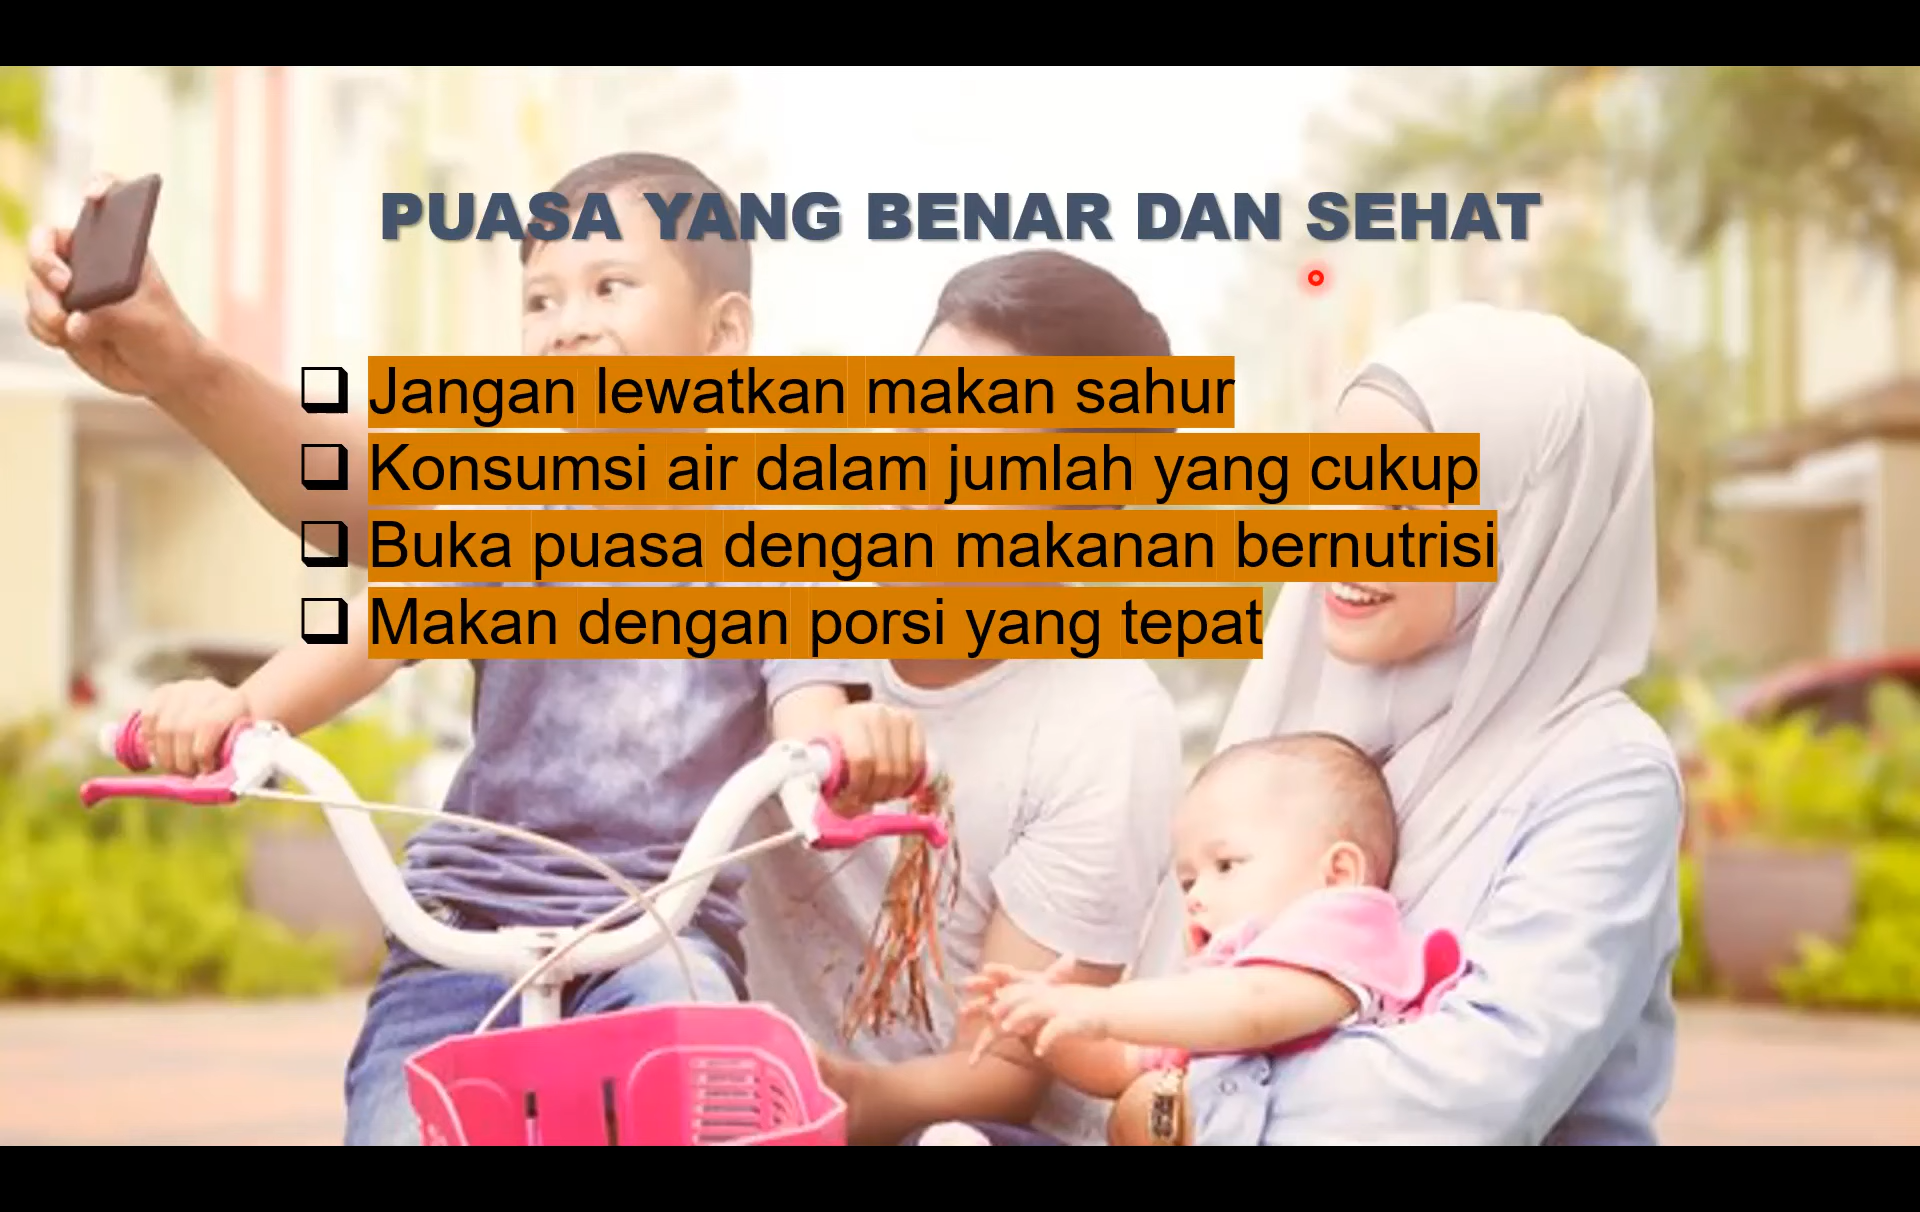 PUASA YANG BENAR DAN SEHAT
Jangan lewatkan makan sahur
Konsumsi air dalam jumlah yang cukup
Buka puasa dengan makanan bernutrisi
Makan dengan porsi yang tepat